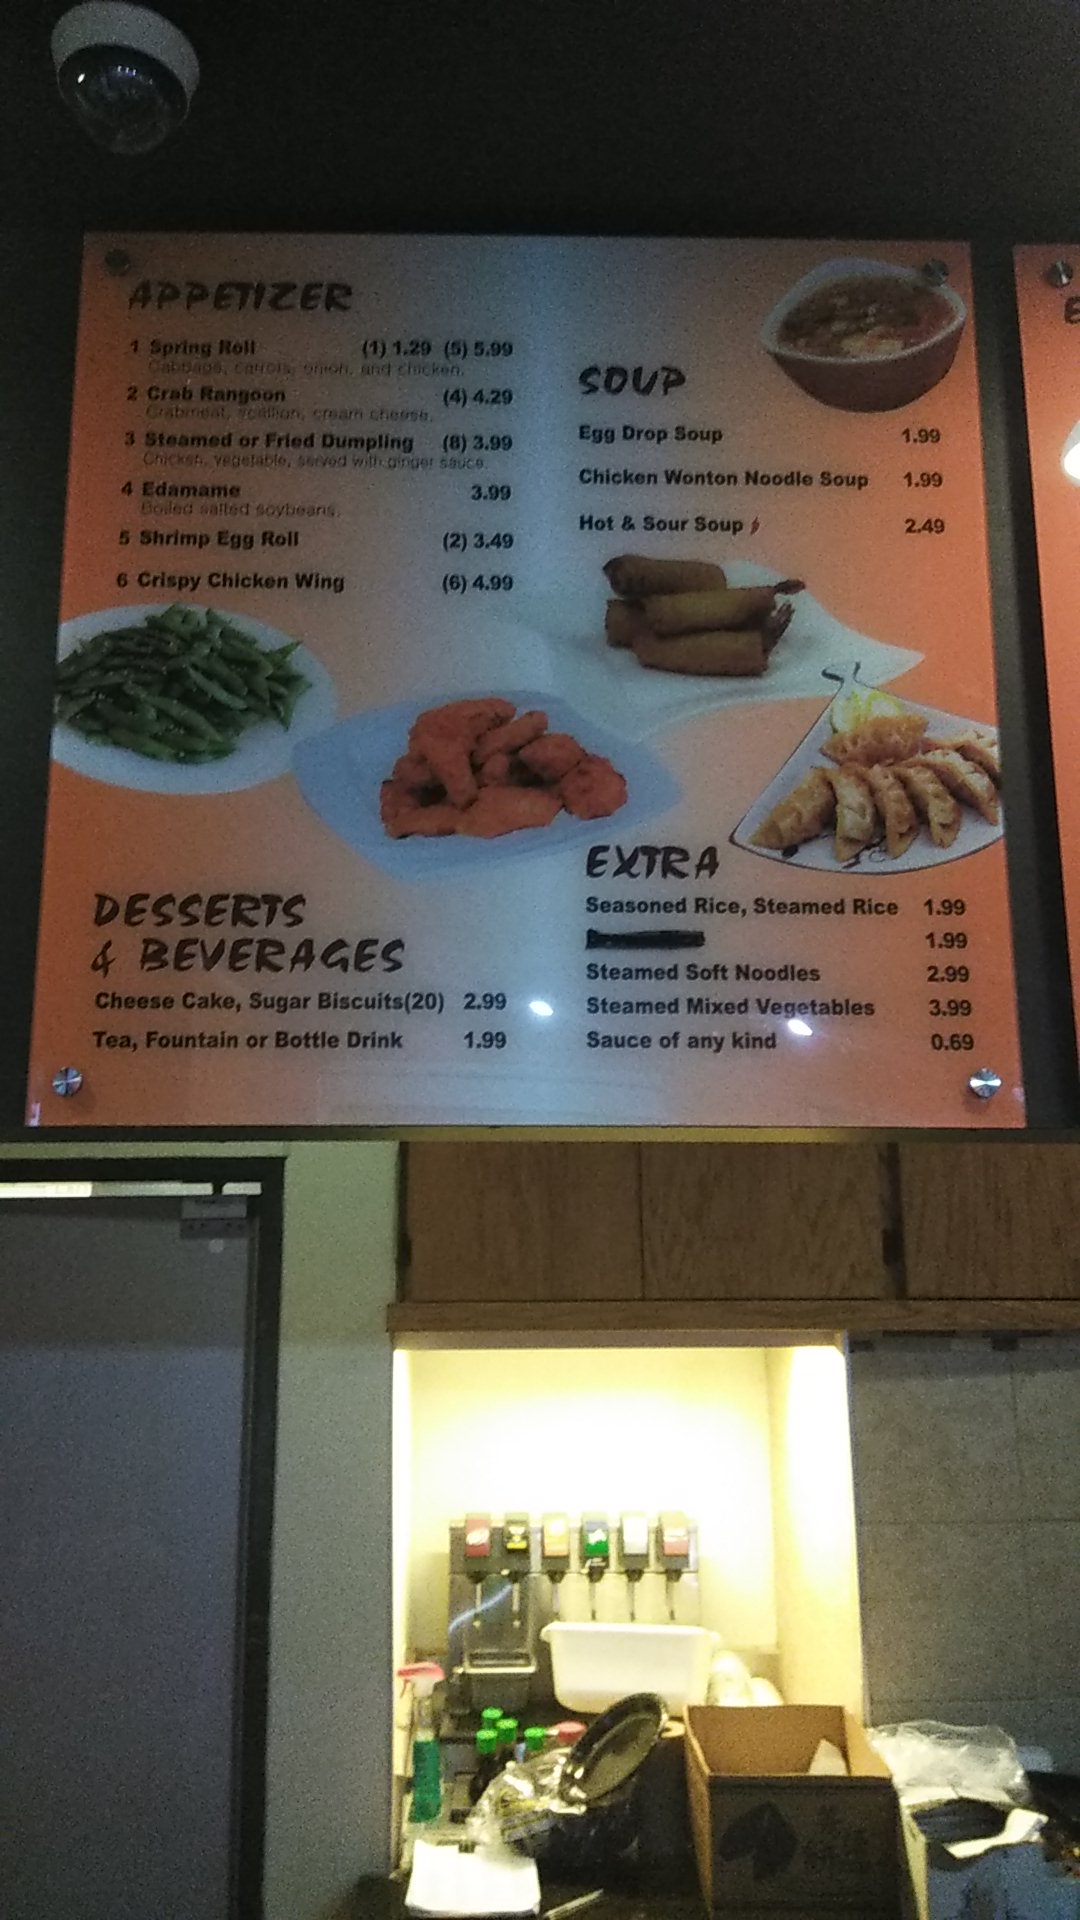 APPETIZER
1 Spring Roll (1) 1.29 (5) 5.99
Cabbage, carrots, onion, and chicken.
2 Crab Rangoon (4) 4.29
Crabmeat, scallion, cream cheese.
3 Steamed or Fried Dumpling (8) 3.99
Chicken, vegetable, served with ginger sauce.
4 Edamame 3.99
Boiled salted soybeans.
5 Shrimp Egg Roll (2) 3.49
6 Crispy Chicken Wing (6) 4.99
SOUP
Egg Drop Soup 1.99
Chicken Wonton Noodle Soup 1.99
Hot & Sour Soup 2.49
DESSERTS
& BEVERAGES
Cheese Cake, Sugar Biscuits(20) 2.99
Tea, Fountain or Bottle Drink 1.99
EXTRA
Seasoned Rice, Steamed Rice 1.99
1.99
Steamed Soft Noodles 2.99
Steamed Mixed Vegetables 3.99
Sauce of any kind 0.69